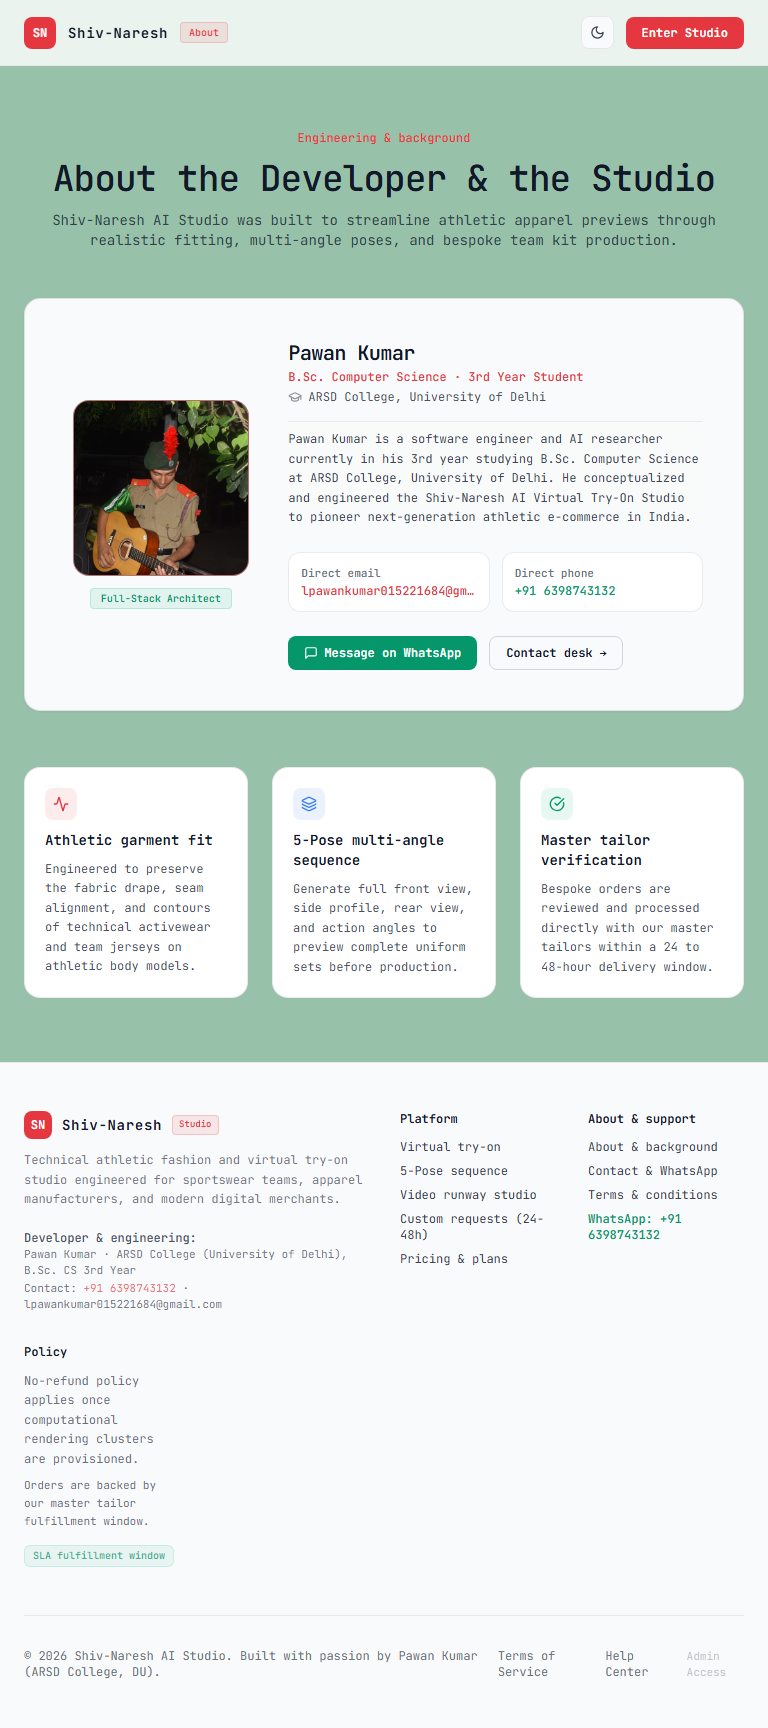 SN Shiv-Naresh About
Enter Studio
Engineering & background
About the Developer & the Studio
Shiv-Naresh AI Studio was built to streamline athletic apparel previews through
realistic fitting, multi-angle poses, and bespoke team kit production.
Full-Stack Architect
Pawan Kumar
B.Sc. Computer Science · 3rd Year Student
ARSD College, University of Delhi
Pawan Kumar is a software engineer and AI researcher
currently in his 3rd year studying B.Sc. Computer Science
at ARSD College, University of Delhi. He conceptualized
and engineered the Shiv-Naresh AI Virtual Try-On Studio
to pioneer next-generation athletic e-commerce in India.
Direct email
lpawankumar015221684@gm…
Direct phone
+91 6398743132
Message on WhatsApp
Contact desk →
Athletic garment fit
Engineered to preserve
the fabric drape, seam
alignment, and contours
of technical activewear
and team jerseys on
athletic body models.
5-Pose multi-angle
sequence
Generate full front view,
side profile, rear view,
and action angles to
preview complete uniform
sets before production.
Master tailor
verification
Bespoke orders are
reviewed and processed
directly with our master
tailors within a 24 to
48-hour delivery window.
SN Shiv-Naresh Studio
Technical athletic fashion and virtual try-on
studio engineered for sportswear teams, apparel
manufacturers, and modern digital merchants.
Developer & engineering:
Pawan Kumar · ARSD College (University of Delhi),
B.Sc. CS 3rd Year
Contact: +91 6398743132 ·
lpawankumar015221684@gmail.com
Platform
Virtual try-on
5-Pose sequence
Video runway studio
Custom requests (24-
48h)
Pricing & plans
About & support
About & background
Contact & WhatsApp
Terms & conditions
WhatsApp: +91
6398743132
Policy
No-refund policy
applies once
computational
rendering clusters
are provisioned.
Orders are backed by
our master tailor
fulfillment window.
SLA fulfillment window
© 2026 Shiv-Naresh AI Studio. Built with passion by Pawan Kumar
(ARSD College, DU).
Terms of
Service
Help
Center
Admin
Access